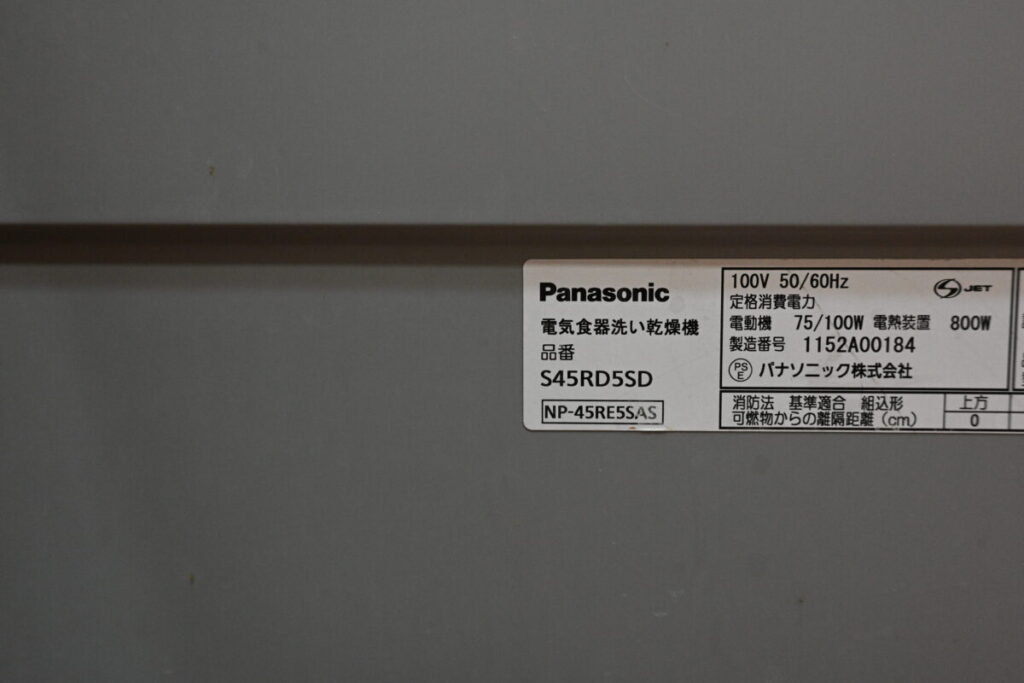 Panasonic
電気食器洗い乾燥機
品番
S45RD5SD
NP-45RE5SAS
100V 50/60Hz
JET
定格消費電力
電動機 75/100W 電熱装置 800W
製造番号 1152A00184
PS
E
パナソニック株式会社
消防法 基準適合 組込形
可燃物からの離隔距離(cm)
上方
0